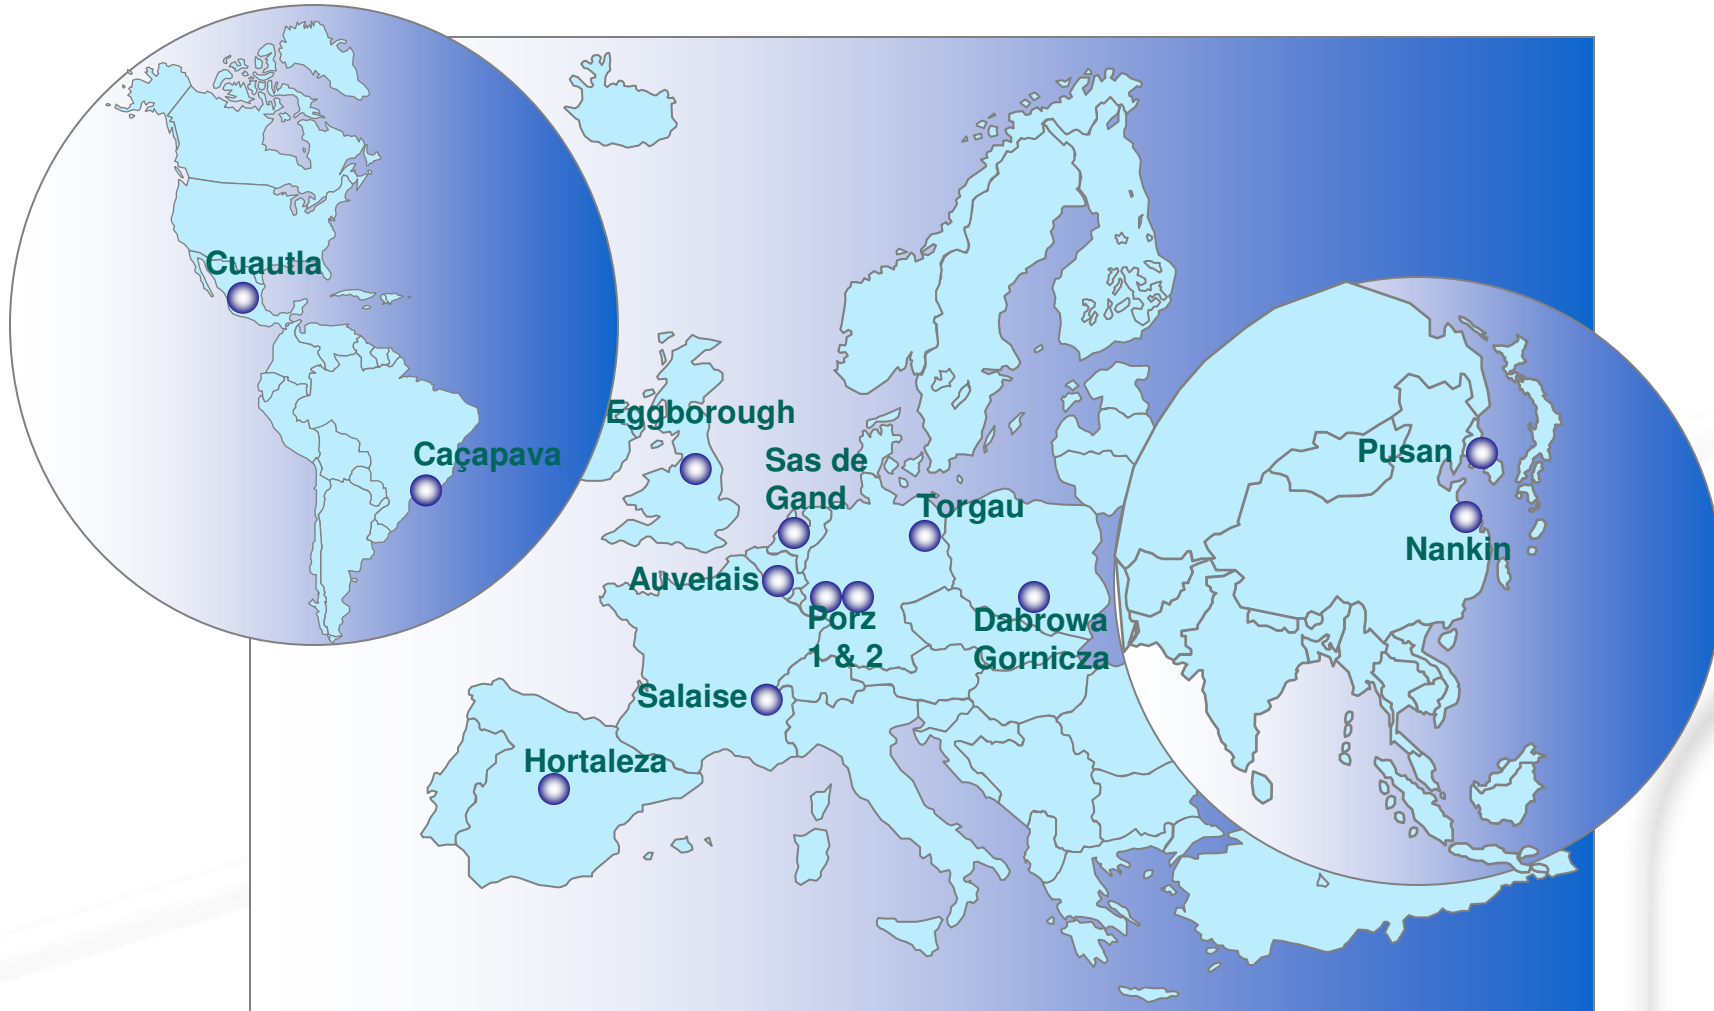 Cuautla
Caçapava
Eggborough
Sas de
Gand
Torgau
Auvelais
Porz
1 & 2
Dabrowa
Gornicza
Salaise
Hortaleza
Pusan
Nankin